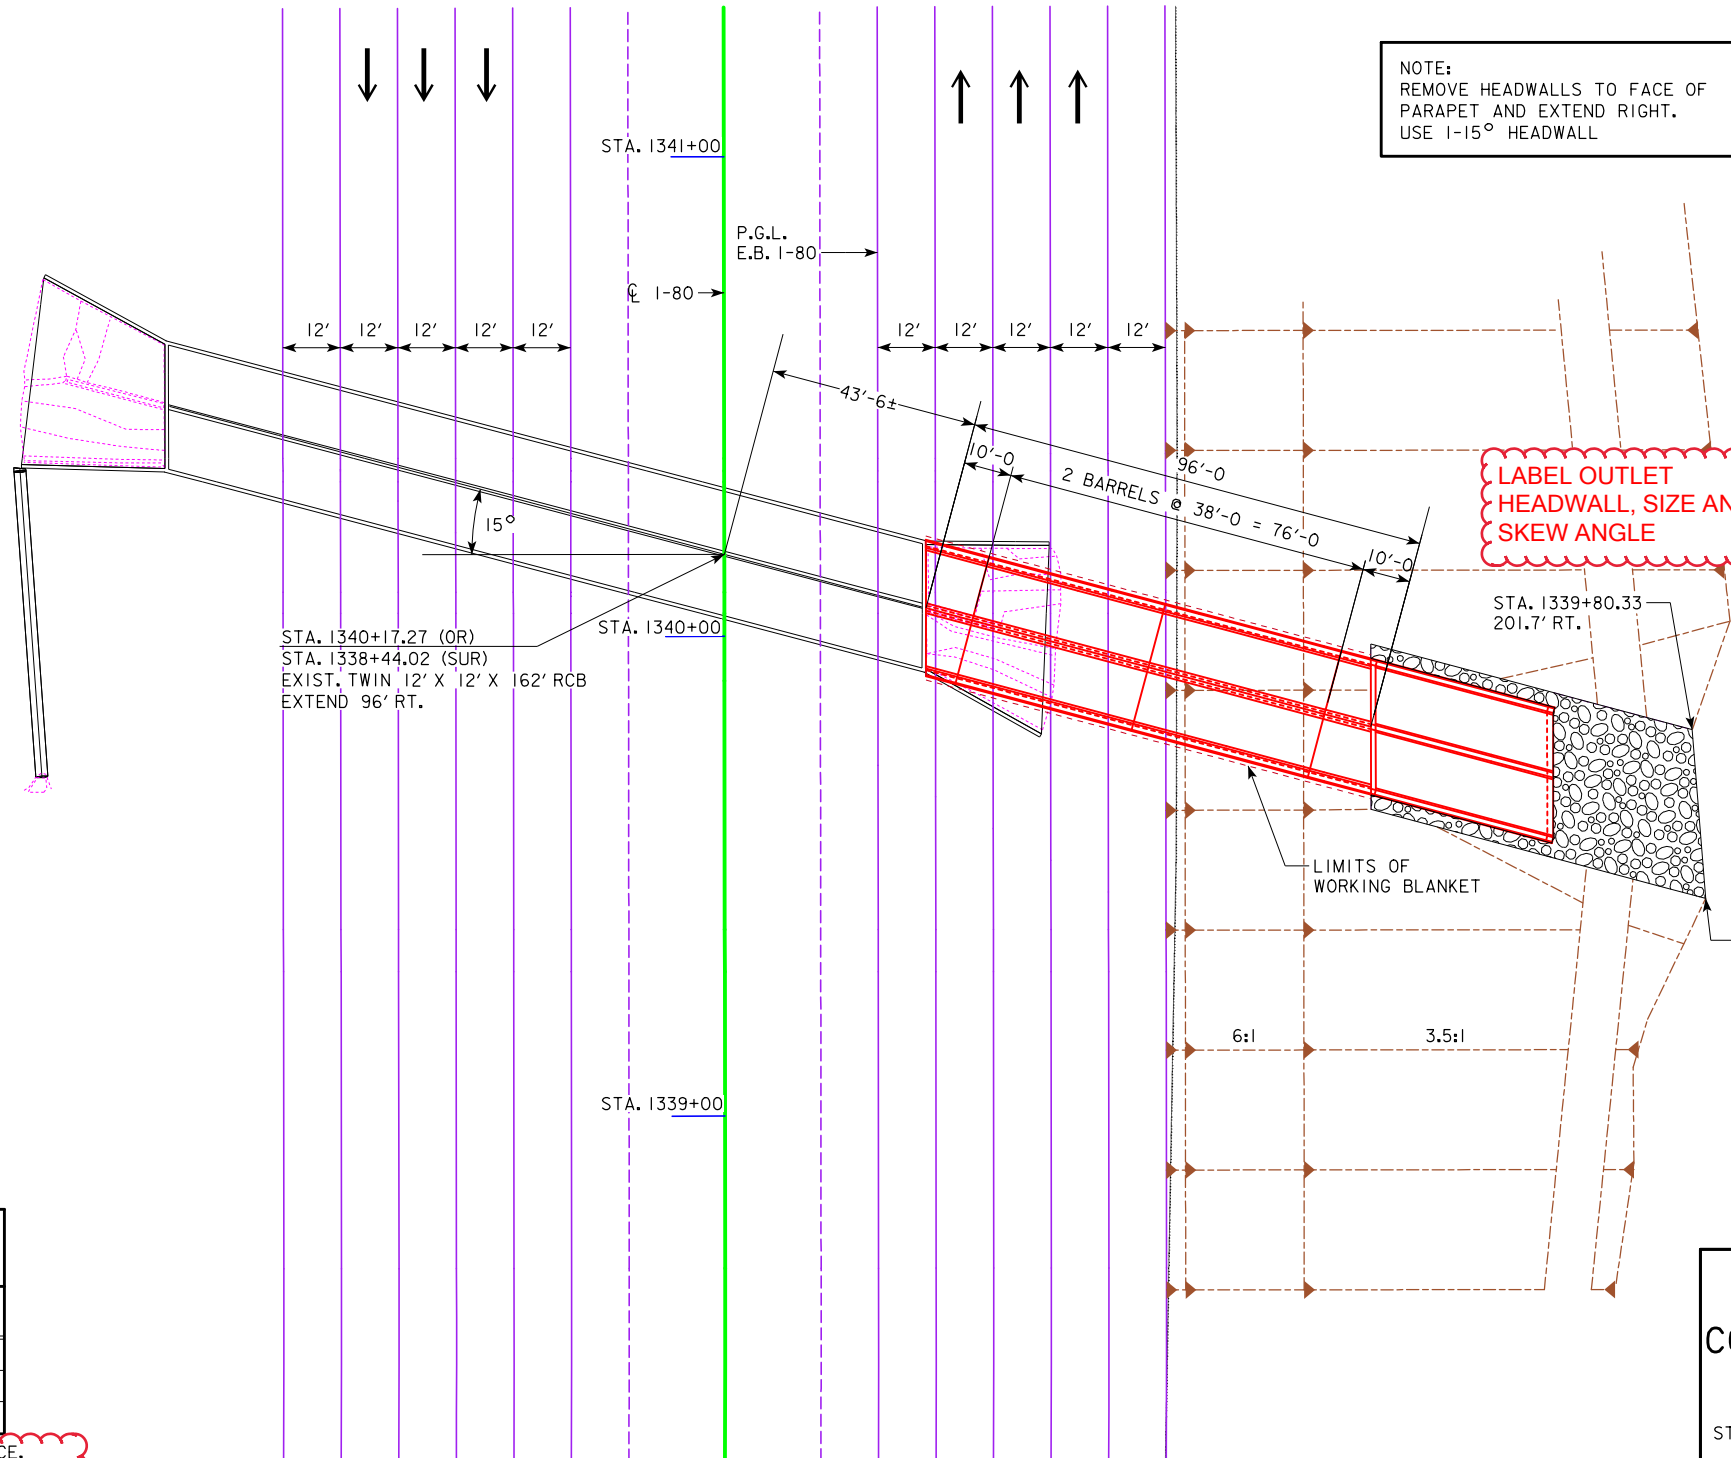 NOTE:
REMOVE HEADWALLS TO FACE OF
PARAPET AND EXTEND RIGHT.
USE 1-15° HEADWALL
STA. 1341+00
P.G.L.
E.B. I-80
℄ I-80
12' 12' 12' 12' 12'
12' 12' 12' 12' 12'
43'-6±
10'-0
96'-0
2 BARRELS @ 38'-0 = 76'-0
10'-0
LABEL OUTLET
HEADWALL, SIZE
SKEW ANGLE
15°
STA. 1339+80.33
201.7' RT.
STA. 1340+00
STA. 1340+17.27 (OR)
STA. 1338+44.02 (SUR)
EXIST. TWIN 12' X 12' X 162' RCB
EXTEND 96' RT.
LIMITS OF
WORKING BLANKET
6:1 3.5:1
STA. 1339+00